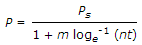 P = Ps / 1 + m loge⁻¹ (nt)